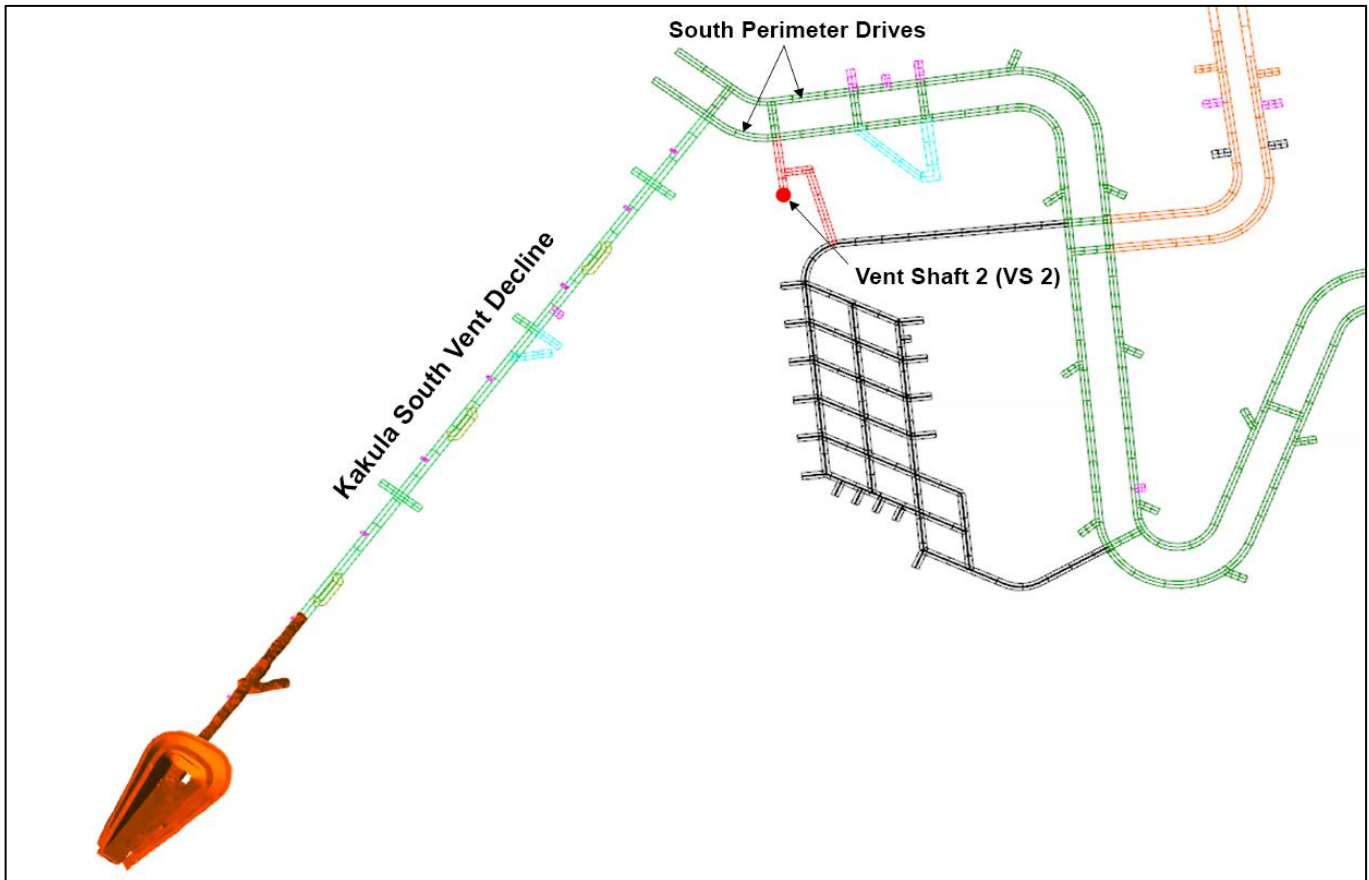 South Perimeter Drives
Kakula South Vent Decline
Vent Shaft 2 (VS 2)